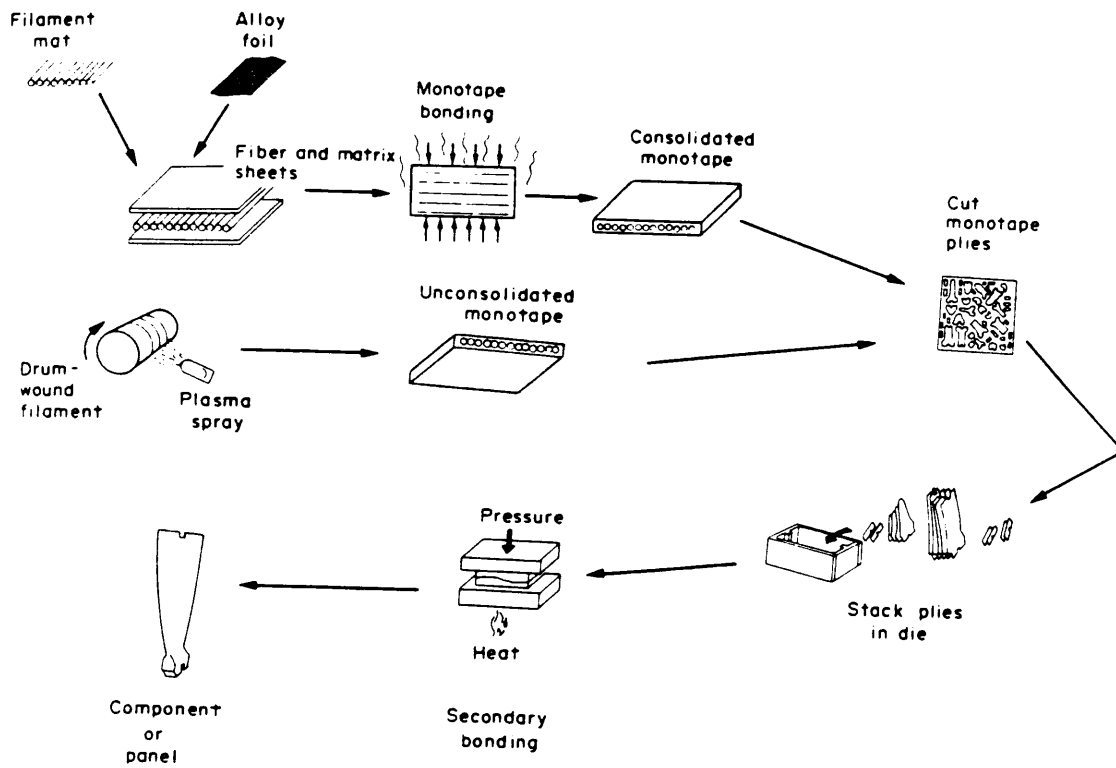 Filament
mat
Alloy
foil
Monotape
bonding
Fiber and matrix
sheets
Consolidated
monotape
Cut
monotape
plies
Unconsolidated
monotape
Drum-
wound
filament
Plasma
spray
Pressure
Heat
Stack plies
in die
Component
or
panel
Secondary
bonding